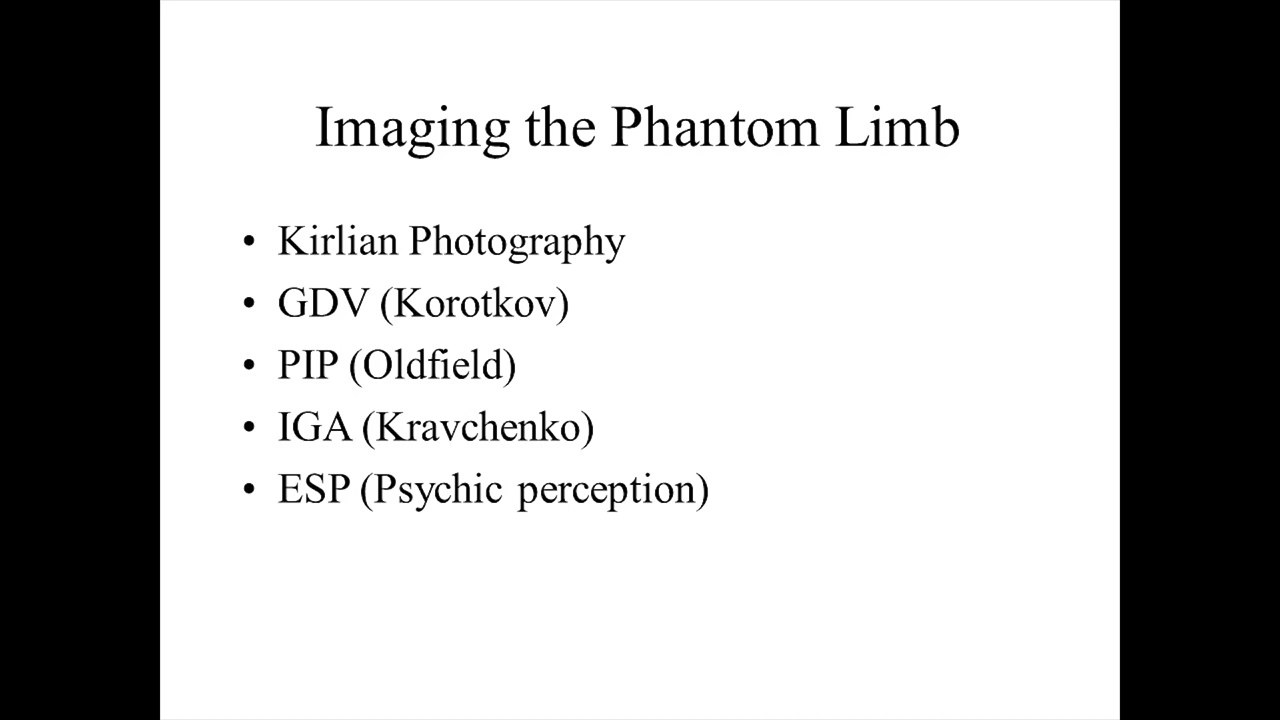 Imaging the Phantom Limb
• Kirlian Photography
• GDV (Korotkov)
• PIP (Oldfield)
• IGA (Kravchenko)
• ESP (Psychic perception)